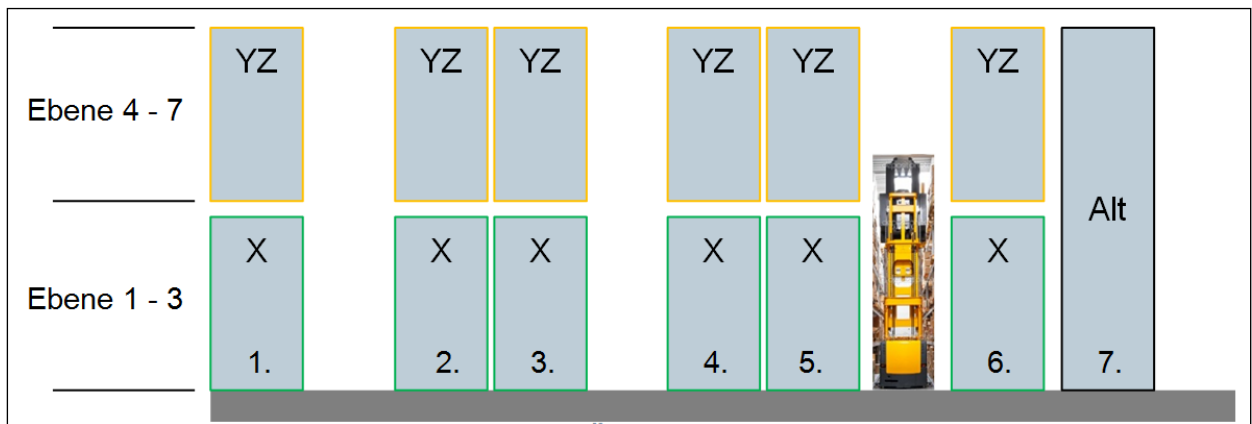 YZ YZ YZ YZ YZ YZ
Ebene 4 - 7
Alt
X X X X X X
Ebene 1 - 3
1. 2. 3. 4. 5. 6. 7.